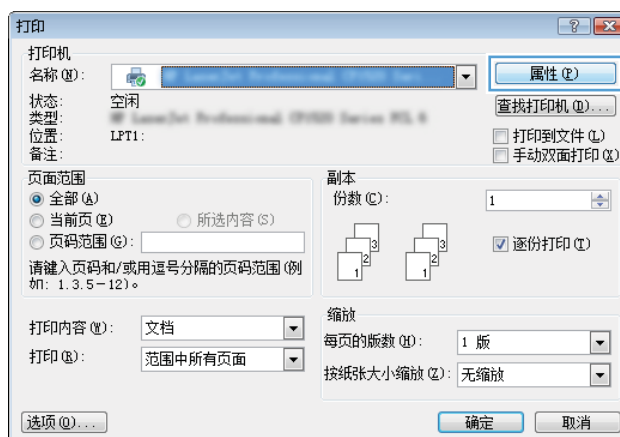 打印
打印机
名称(N):
属性(P)
状态: 空闲
查找打印机(D)...
类型:
位置: LPT1:
打印到文件(L)
备注:
手动双面打印(X)
页面范围
全部(A)
当前页(E) 所选内容(S)
页码范围(G):
请键入页码和/或用逗号分隔的页码范围(例
如: 1.3.5-12)。
副本
份数(C): 1
3 3
2 2
1 1
逐份打印(T)
打印内容(W): 文档
打印(R): 范围中所有页面
缩放
每页的版数(H): 1 版
按纸张大小缩放(Z): 无缩放
选项(O)... 确定 取消